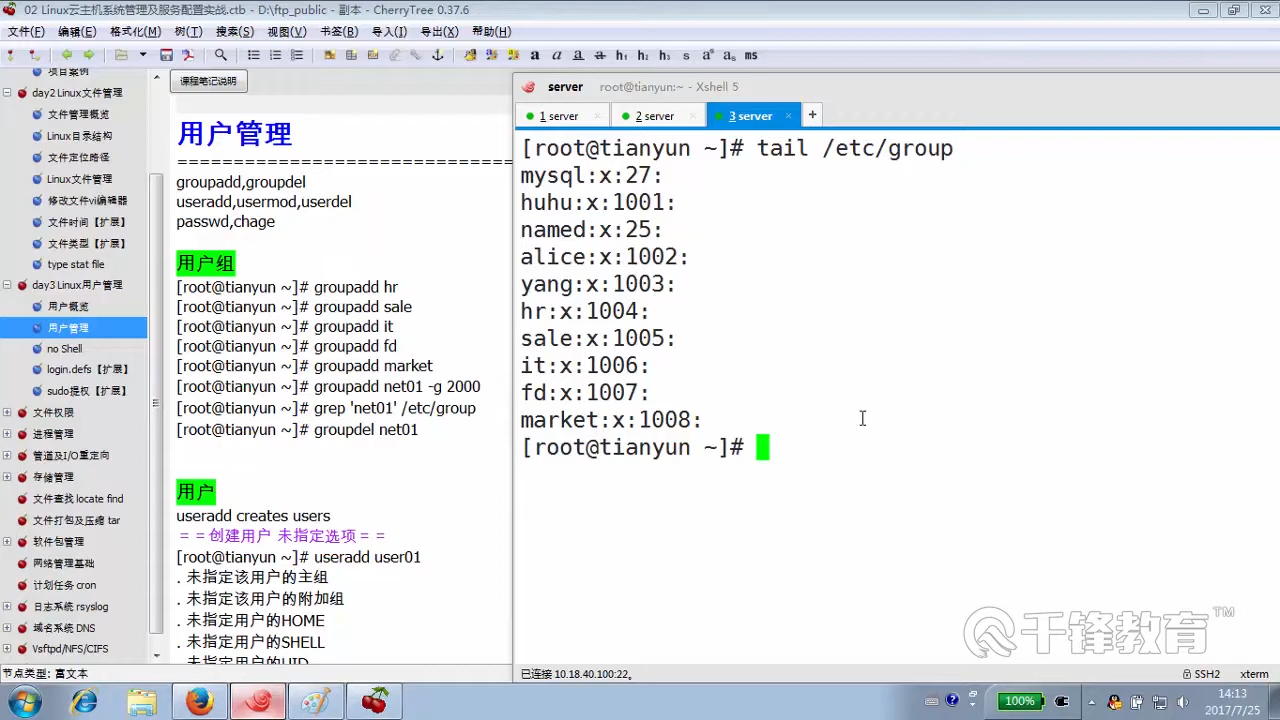 02 Linux云主机系统管理及服务配置实战.ctb - D:\ftp_public - 副本 - CherryTree 0.37.6
文件(F) 编辑(E) 格式化(M) 树(T) 搜索(S) 视图(V) 书签(B) 导入(I) 导出(X) 帮助(H)
a a a a h1 h2 h3 s a a ms
项目案例
day2 Linux文件管理
文件管理概览
Linux目录结构
文件定位路径
Linux文件管理
修改文件vi编辑器
文件时间【扩展】
文件类型【扩展】
type stat file
day3 Linux用户管理
用户概览
用户管理
no Shell
login.defs【扩展】
sudo提权【扩展】
文件权限
进程管理
管道及I/O重定向
存储管理
文件查找 locate find
文件打包及压缩 tar
软件包管理
网络管理基础
计划任务 cron
日志系统 rsyslog
域名系统 DNS
Vsftpd/NFS/CIFS
节点类型: 富文本
课程笔记说明
用户管理
==============================
groupadd,groupdel
useradd,usermod,userdel
passwd,chage
用户组
[root@tianyun ~]# groupadd hr
[root@tianyun ~]# groupadd sale
[root@tianyun ~]# groupadd it
[root@tianyun ~]# groupadd fd
[root@tianyun ~]# groupadd market
[root@tianyun ~]# groupadd net01 -g 2000
[root@tianyun ~]# grep 'net01' /etc/group
[root@tianyun ~]# groupdel net01
用户
useradd creates users
==创建用户 未指定选项==
[root@tianyun ~]# useradd user01
. 未指定该用户的主组
. 未指定该用户的附加组
. 未指定用户的HOME
. 未指定用户的SHELL
. 未指定用户的UID
server root@tianyun:~ - Xshell 5
1 server × 2 server × 3 server × +
[root@tianyun ~]# tail /etc/group
mysql:x:27:
huhu:x:1001:
named:x:25:
alice:x:1002:
yang:x:1003:
hr:x:1004:
sale:x:1005:
it:x:1006:
fd:x:1007:
market:x:1008:
[root@tianyun ~]#
千锋教育™
已连接 10.18.40.100:22。 SSH2 xterm
100%
14:13
2017/7/25